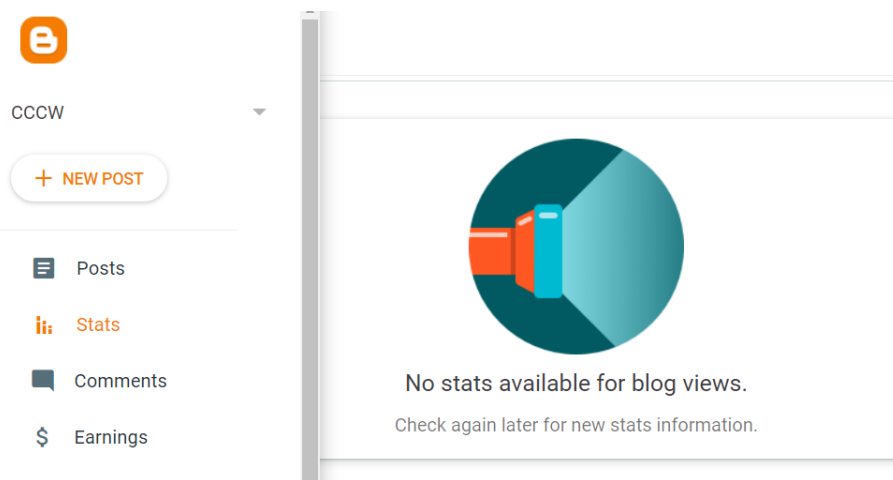 CCCW
NEW POST
Posts
Stats
Comments
Earnings
No stats available for blog views.
Check again later for new stats information.